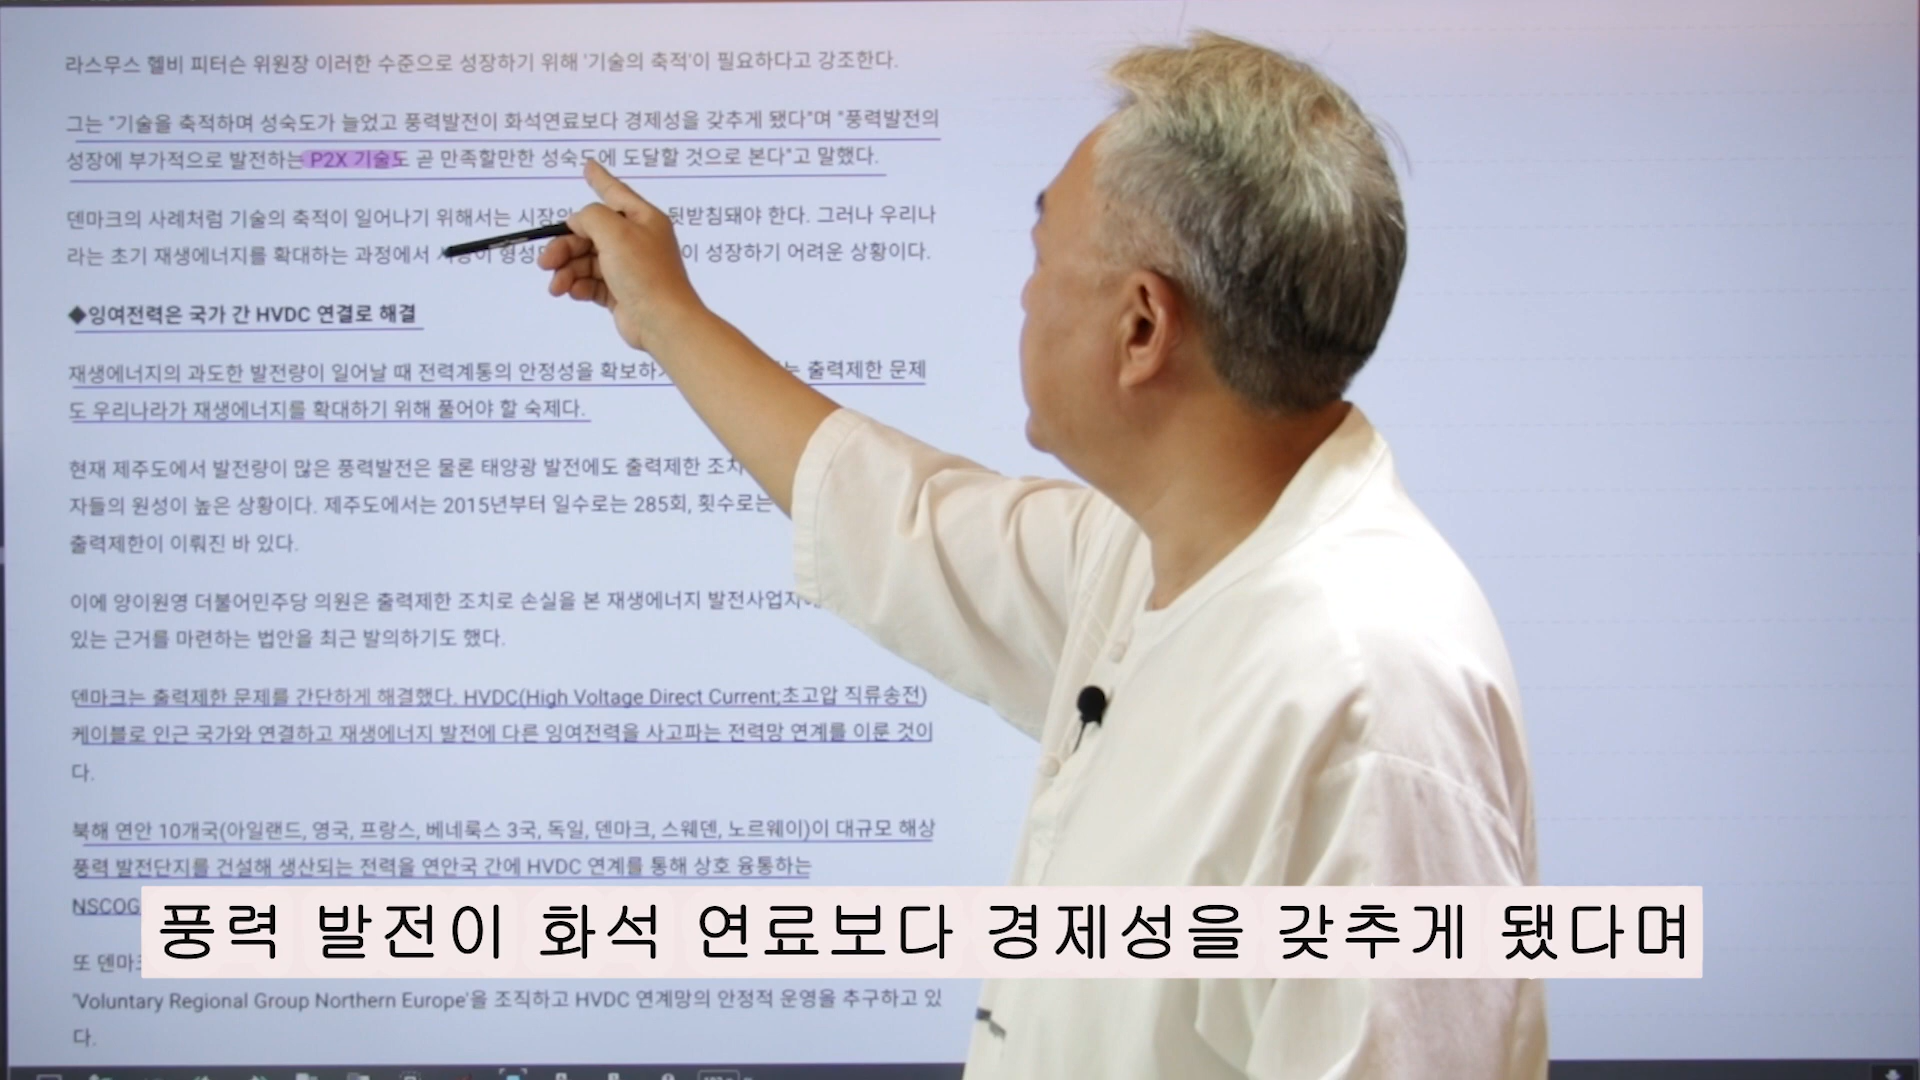 라스무스 헬비 피터슨 위원장 이러한 수준으로 성장하기 위해 '기술의 축적'이 필요하다고 강조한다.
그는 "기술을 축적하며 성숙도가 늘었고 풍력발전이 화석연료보다 경제성을 갖추게 됐다"며 "풍력발전의
성장에 부가적으로 발전하는 P2X 기술도 곧 만족할만한 성숙도에 도달할 것으로 본다"고 말했다.
덴마크의 사례처럼 기술의 축적이 일어나기 위해서는 시장의 뒷받침돼야 한다. 그러나 우리나
라는 초기 재생에너지를 확대하는 과정에서 성장하기 어려운 상황이다.
◆잉여전력은 국가 간 HVDC 연결로 해결
재생에너지의 과도한 발전량이 일어날 때 전력계통의 안정성을 출력제한 문제
도 우리나라가 재생에너지를 확대하기 위해 풀어야 할 숙제다.
현재 제주도에서 발전량이 많은 풍력발전은 물론 태양광 발전에도 출력제한
자들의 원성이 높은 상황이다. 제주도에서는 2015년부터 일수로는 285회, 횟수로는
출력제한이 이뤄진 바 있다.
이에 양이원영 더불어민주당 의원은 출력제한 조치로 손실을 본 재생에너지
있는 근거를 마련하는 법안을 최근 발의하기도 했다.
덴마크는 출력제한 문제를 간단하게 해결했다. HVDC(High Voltage Direct Current;초고압 직류송전)
케이블로 인근 국가와 연결하고 재생에너지 발전에 다른 잉여전력을 사고파는 전력망 연계를 이룬 것이
다.
북해 연안 10개국(아일랜드, 영국, 프랑스, 베네룩스 3국, 독일, 덴마크, 스웨덴, 노르웨이)이 대규모 해상
풍력 발전단지를 건설해 생산되는 전력을 연안국 간에 HVDC 연계를 통해 상호 융통하는
NSCOG
풍력 발전이 화석 연료보다 경제성을 갖추게 됐다며
또
'Voluntary Regional Group Northern Europe'을 조직하고 HVDC 연계망의 안정적 운영을 추구하고 있
다.